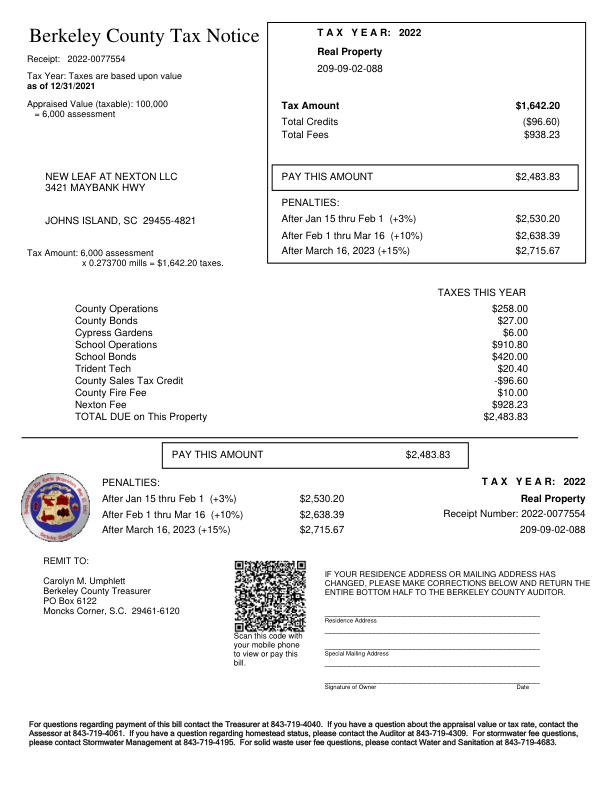 Berkeley County Tax Notice
Receipt: 2022-0077554
Tax Year: Taxes are based upon value
as of 12/31/2021
Appraised Value (taxable): 100,000
= 6,000 assessment
TAX YEAR: 2022
Real Property
209-09-02-088
Tax Amount $1,642.20
Total Credits ($96.60)
Total Fees $938.23
PAY THIS AMOUNT $2,483.83
PENALTIES:
After Jan 15 thru Feb 1 (+3%) $2,530.20
After Feb 1 thru Mar 16 (+10%) $2,638.39
After March 16, 2023 (+15%) $2,715.67
NEW LEAF AT NEXTON LLC
3421 MAYBANK HWY
JOHNS ISLAND, SC 29455-4821
Tax Amount: 6,000 assessment
x 0.273700 mills = $1,642.20 taxes.
TAXES THIS YEAR
County Operations $258.00
County Bonds $27.00
Cypress Gardens $6.00
School Operations $910.80
School Bonds $420.00
Trident Tech $20.40
County Sales Tax Credit -$96.60
County Fire Fee $10.00
Nexton Fee $928.23
TOTAL DUE on This Property $2,483.83
PAY THIS AMOUNT $2,483.83
PENALTIES:
After Jan 15 thru Feb 1 (+3%) $2,530.20
After Feb 1 thru Mar 16 (+10%) $2,638.39
After March 16, 2023 (+15%) $2,715.67
TAX YEAR: 2022
Real Property
Receipt Number: 2022-0077554
209-09-02-088
REMIT TO:
Carolyn M. Umphlett
Berkeley County Treasurer
PO Box 6122
Moncks Corner, S.C. 29461-6120
Scan this code with
your mobile phone
to view or pay this
bill.
IF YOUR RESIDENCE ADDRESS OR MAILING ADDRESS HAS
CHANGED, PLEASE MAKE CORRECTIONS BELOW AND RETURN THE
ENTIRE BOTTOM HALF TO THE BERKELEY COUNTY AUDITOR.
Residence Address
Special Mailing Address
Signature of Owner Date
For questions regarding payment of this bill contact the Treasurer at 843-719-4040. If you have a question about the appraisal value or tax rate, contact the
Assessor at 843-719-4061. If you have a question regarding homestead status, please contact the Auditor at 843-719-4309. For stormwater fee questions,
please contact Stormwater Management at 843-719-4195. For solid waste user fee questions, please contact Water and Sanitation at 843-719-4683.